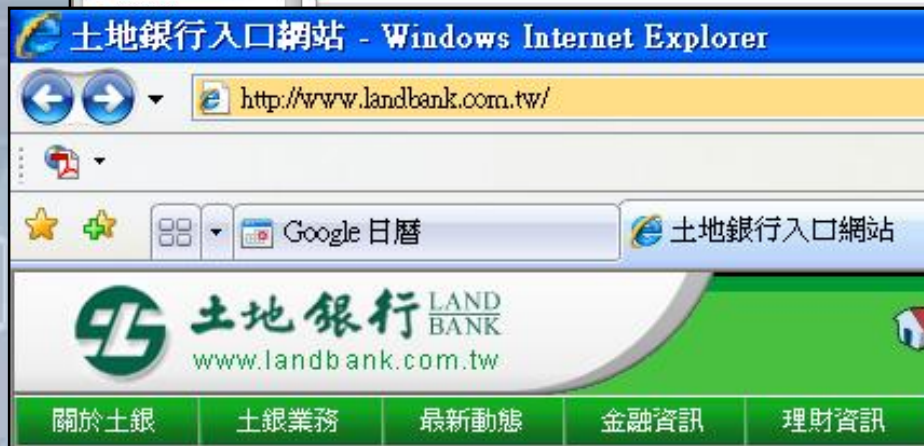 土地銀行入口網站 - Windows Internet Explorer
http://www.landbank.com.tw/
Google 日曆
土地銀行入口網站
土地銀行 LAND BANK
www.landbank.com.tw
關於土銀 土銀業務 最新動態 金融資訊 理財資訊